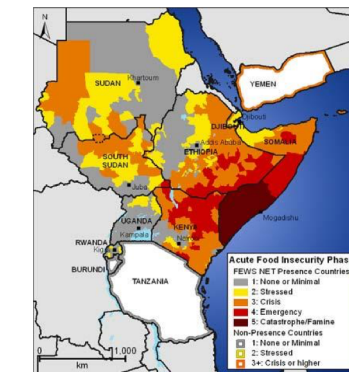 N
YEMEN
Khartoum
SUDAN
DJIBOUTI
Djibouti
SOMALIA
Addis Ababa
ETHIOPIA
SOUTH
SUDAN
Juba
Mogadishu
UGANDA
KENYA
Kampala
RWANDA
BURUNDI
TANZANIA
Acute Food Insecurity Phas
FEWS NET Presence Countries
1: None or Minimal
2: Stressed
3: Crisis
4: Emergency
5: Catastrophe/Famine
Non-Presence Countries
1: None or Minimal
2: Stressed
3+: Crisis or higher
0 1,000
km